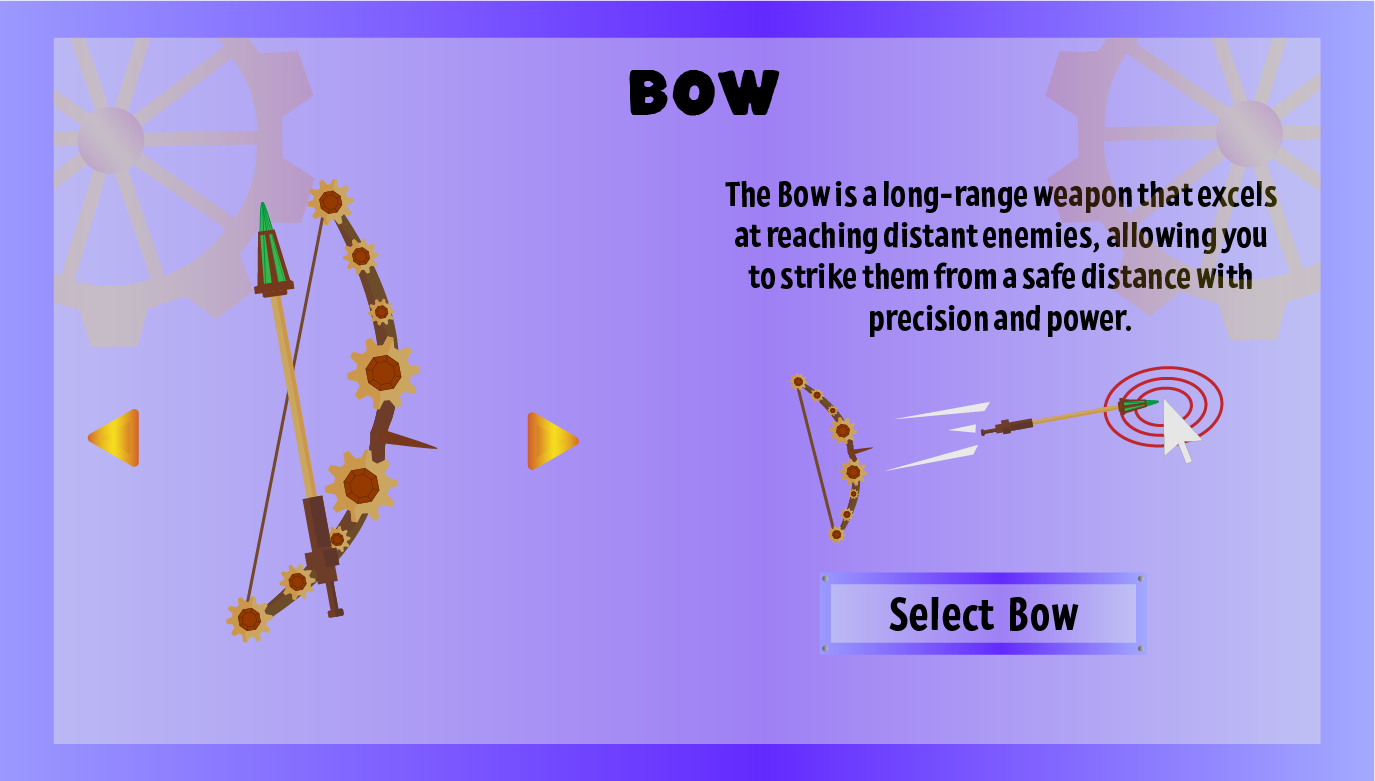 BOW
The Bow is a long-range weapon that excels
at reaching distant enemies, allowing you
to strike them from a safe distance with
precision and power.
Select Bow